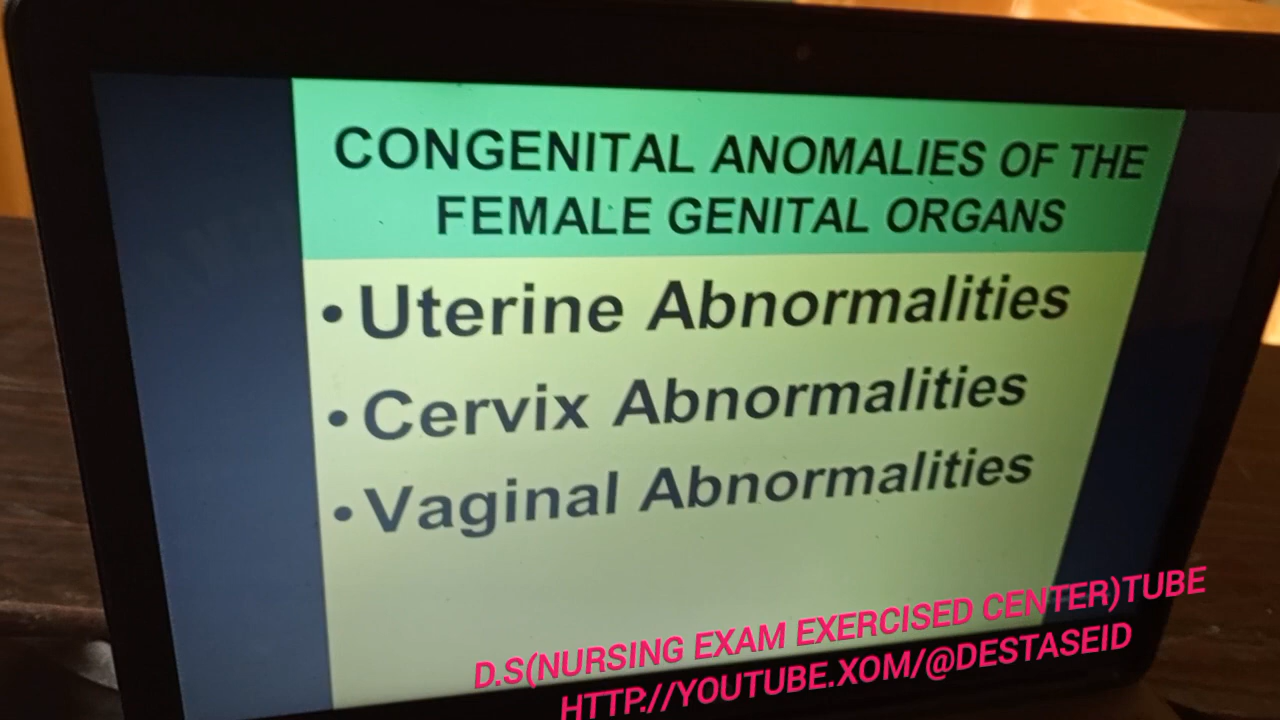 CONGENITAL ANOMALIES OF THE
FEMALE GENITAL ORGANS
• Uterine Abnormalities
• Cervix Abnormalities
• Vaginal Abnormalities
D.S(NURSING EXAM EXERCISED CENTER)TUBE
HTTP://YOUTUBE.XOM/@DESTASEID